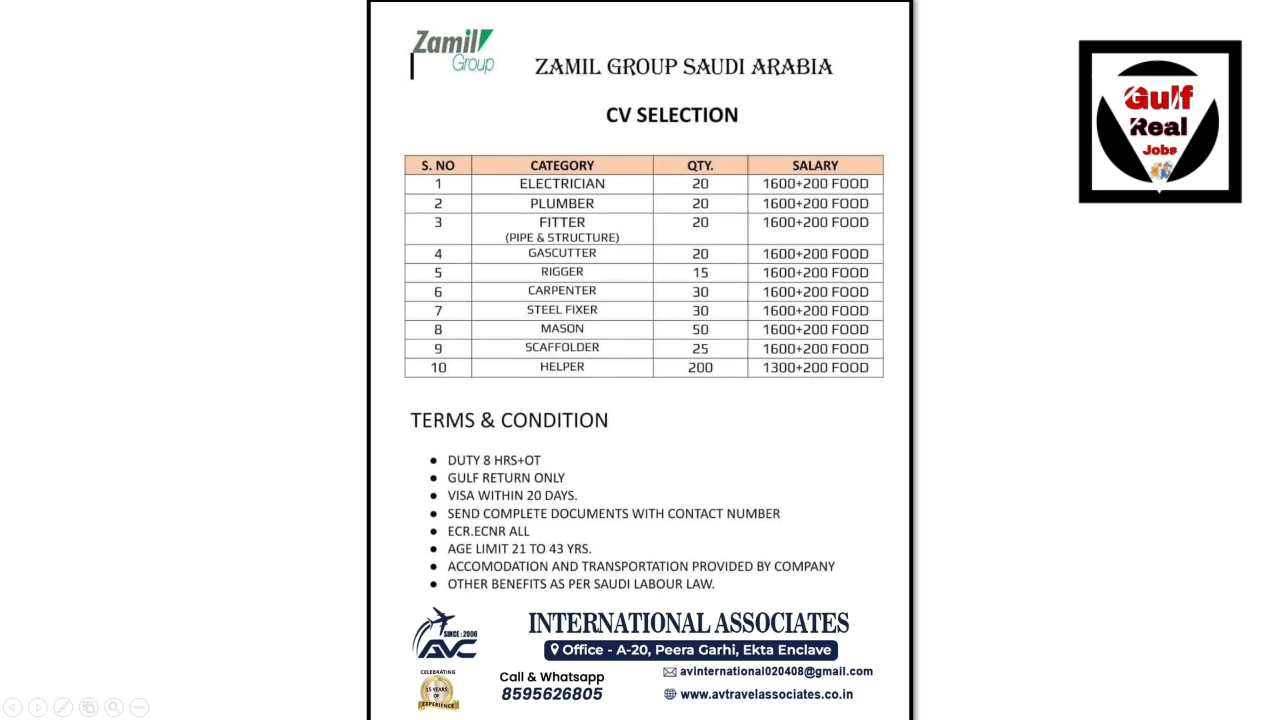 Zamil
Group
ZAMIL GROUP SAUDI ARABIA
CV SELECTION
S. NO CATEGORY QTY. SALARY
1 ELECTRICIAN 20 1600+200 FOOD
2 PLUMBER 20 1600+200 FOOD
3 FITTER 20 1600+200 FOOD
(PIPE & STRUCTURE)
4 GASCUTTER 20 1600+200 FOOD
5 RIGGER 15 1600+200 FOOD
6 CARPENTER 30 1600+200 FOOD
7 STEEL FIXER 30 1600+200 FOOD
8 MASON 50 1600+200 FOOD
9 SCAFFOLDER 25 1600+200 FOOD
10 HELPER 200 1300+200 FOOD
TERMS & CONDITION
● DUTY 8 HRS+OT
● GULF RETURN ONLY
● VISA WITHIN 20 DAYS.
● SEND COMPLETE DOCUMENTS WITH CONTACT NUMBER
● ECR.ECNR ALL
● AGE LIMIT 21 TO 43 YRS.
● ACCOMODATION AND TRANSPORTATION PROVIDED BY COMPANY
● OTHER BENEFITS AS PER SAUDI LABOUR LAW.
SINCE : 2006
AVC
INTERNATIONAL ASSOCIATES
Office - A-20, Peera Garhi, Ekta Enclave
CELEBRATING
15 YEARS
OF
EXPERIENCE
Call & Whatsapp
8595626805
avinternational020408@gmail.com
www.avtravelassociates.co.in
Gulf
Real
Jobs